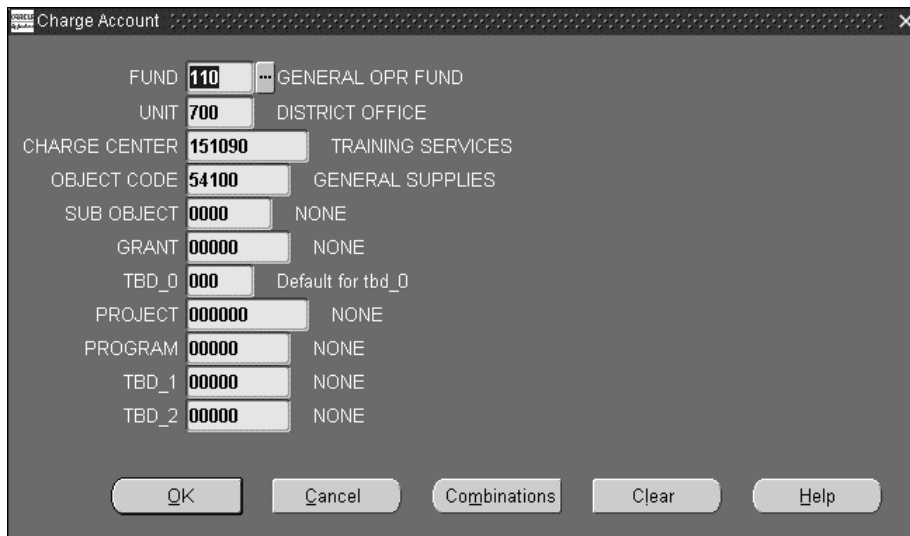 ORACLE Charge Account
FUND 110 ... GENERAL OPR FUND
UNIT 700 DISTRICT OFFICE
CHARGE CENTER 151090 TRAINING SERVICES
OBJECT CODE 54100 GENERAL SUPPLIES
SUB OBJECT 0000 NONE
GRANT 00000 NONE
TBD_0 000 Default for tbd_0
PROJECT 000000 NONE
PROGRAM 00000 NONE
TBD_1 00000 NONE
TBD_2 00000 NONE
OK Cancel Combinations Clear Help